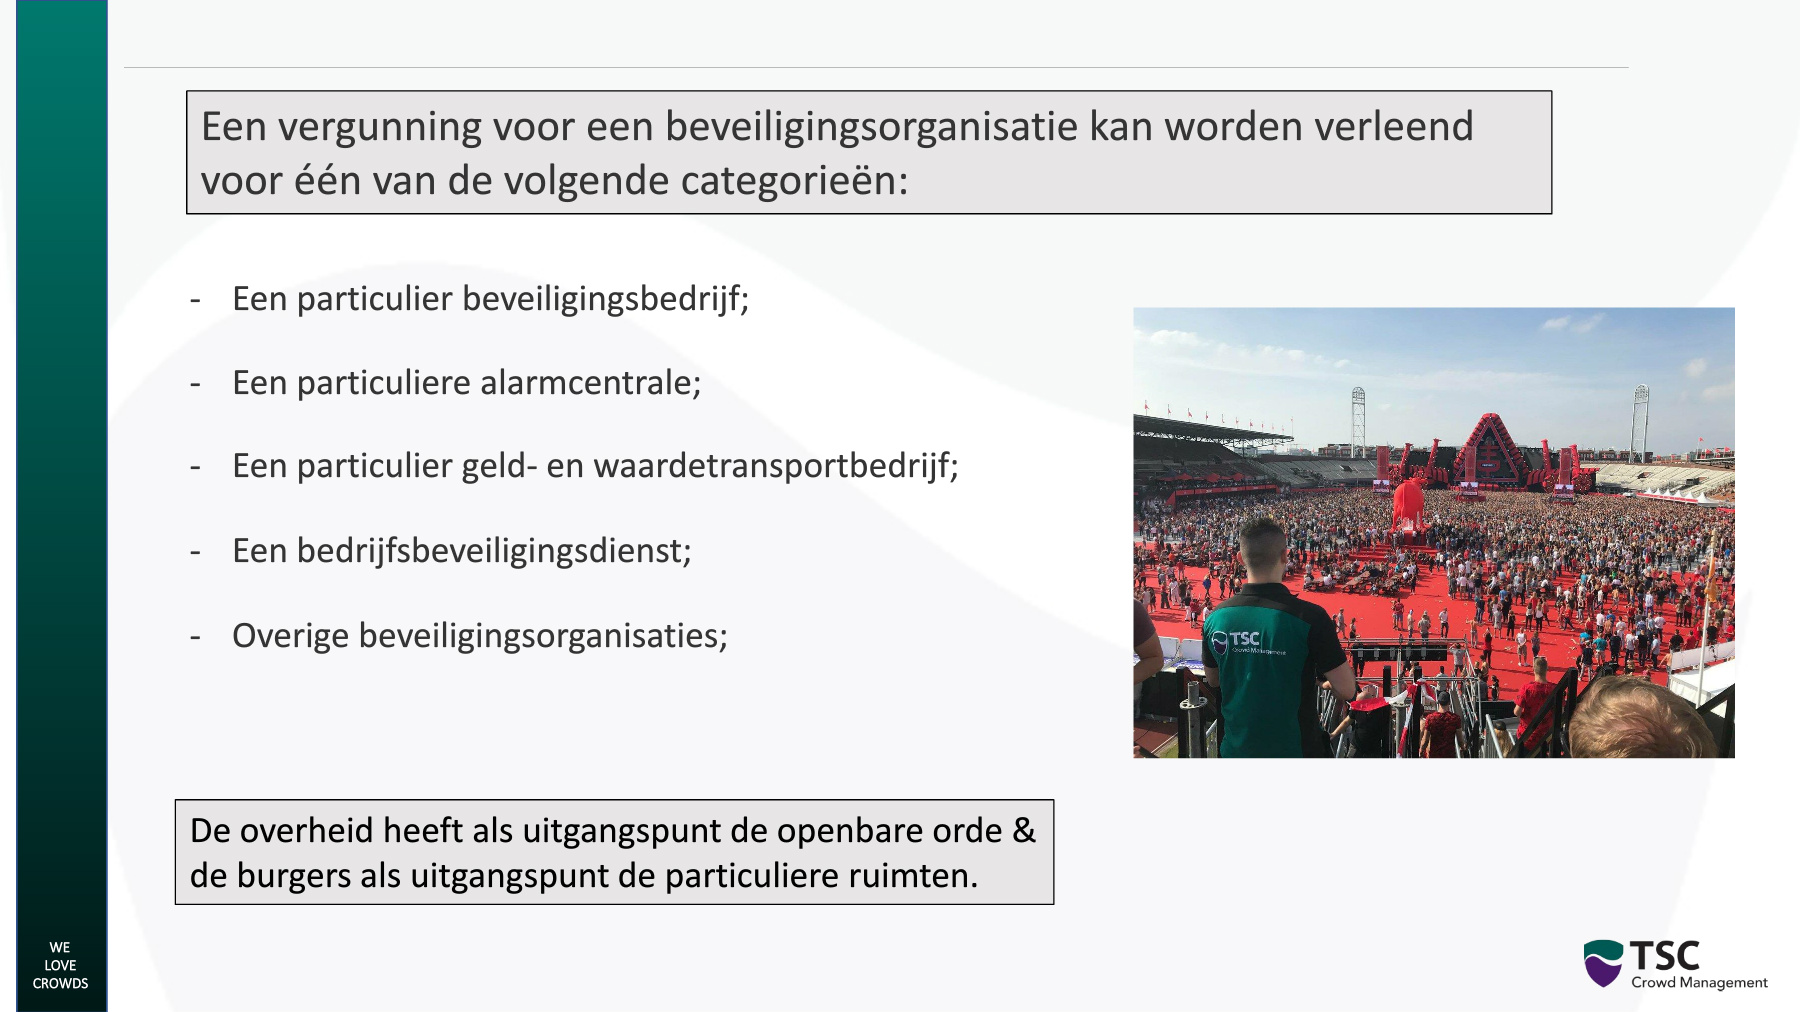 Een vergunning voor een beveiligingsorganisatie kan worden verleend
voor één van de volgende categorieën:
- Een particulier beveiligingsbedrijf;
- Een particuliere alarmcentrale;
- Een particulier geld- en waardetransportbedrijf;
- Een bedrijfsbeveiligingsdienst;
- Overige beveiligingsorganisaties;
TSC
Crowd Management
De overheid heeft als uitgangspunt de openbare orde &
de burgers als uitgangspunt de particuliere ruimten.
WE
LOVE
CROWDS
TSC
Crowd Management